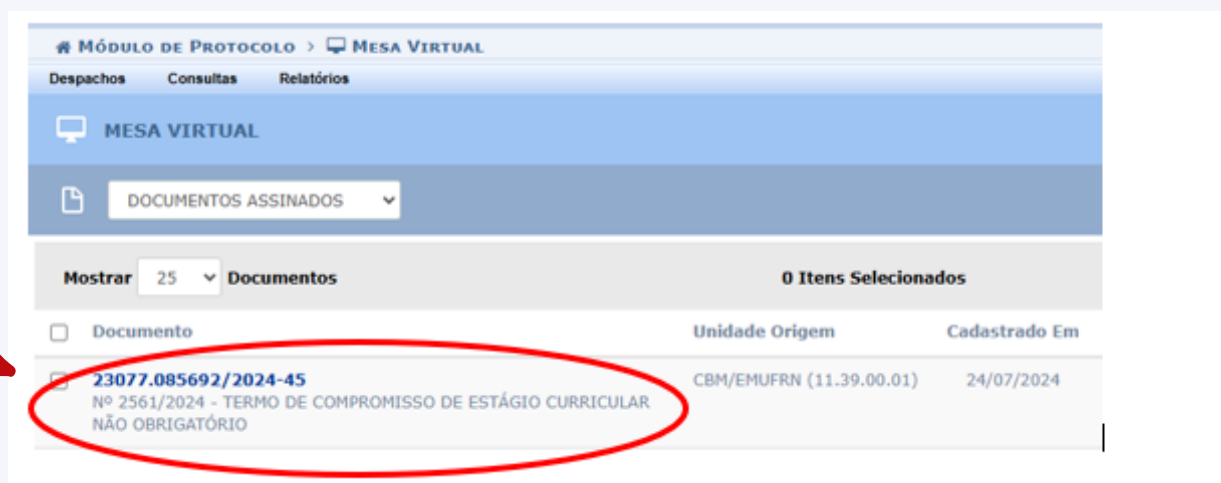 MÓDULO DE PROTOCOLO > MESA VIRTUAL
Despachos Consultas Relatórios
MESA VIRTUAL
DOCUMENTOS ASSINADOS
Mostrar 25 Documentos 0 Itens Selecionados
Documento Unidade Origem Cadastrado Em
23077.085692/2024-45 CBM/EMUFRN (11.39.00.01) 24/07/2024
Nº 2561/2024 - TERMO DE COMPROMISSO DE ESTÁGIO CURRICULAR
NÃO OBRIGATÓRIO